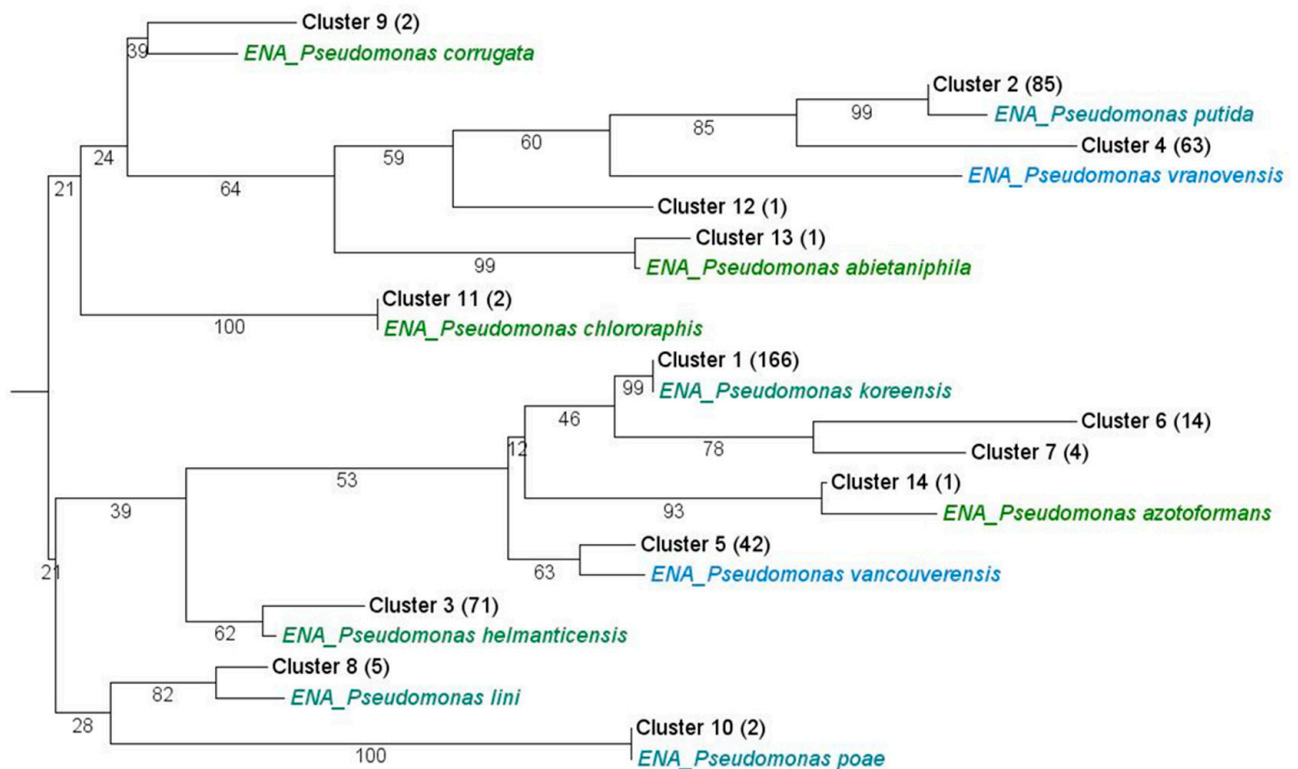 Cluster 9 (2)
39
ENA_Pseudomonas corrugata
Cluster 2 (85)
99
ENA_Pseudomonas putida
85
60
Cluster 4 (63)
59
24
ENA_Pseudomonas vranovensis
64
21
Cluster 12 (1)
Cluster 13 (1)
99
ENA_Pseudomonas abietaniphila
Cluster 11 (2)
100
ENA_Pseudomonas chlororaphis
Cluster 1 (166)
99
ENA_Pseudomonas koreensis
46
Cluster 6 (14)
12
78
Cluster 7 (4)
53
Cluster 14 (1)
39
93
ENA_Pseudomonas azotoformans
Cluster 5 (42)
21
63
ENA_Pseudomonas vancouverensis
Cluster 3 (71)
62
ENA_Pseudomonas helmanticensis
Cluster 8 (5)
82
ENA_Pseudomonas lini
28
Cluster 10 (2)
100
ENA_Pseudomonas poae